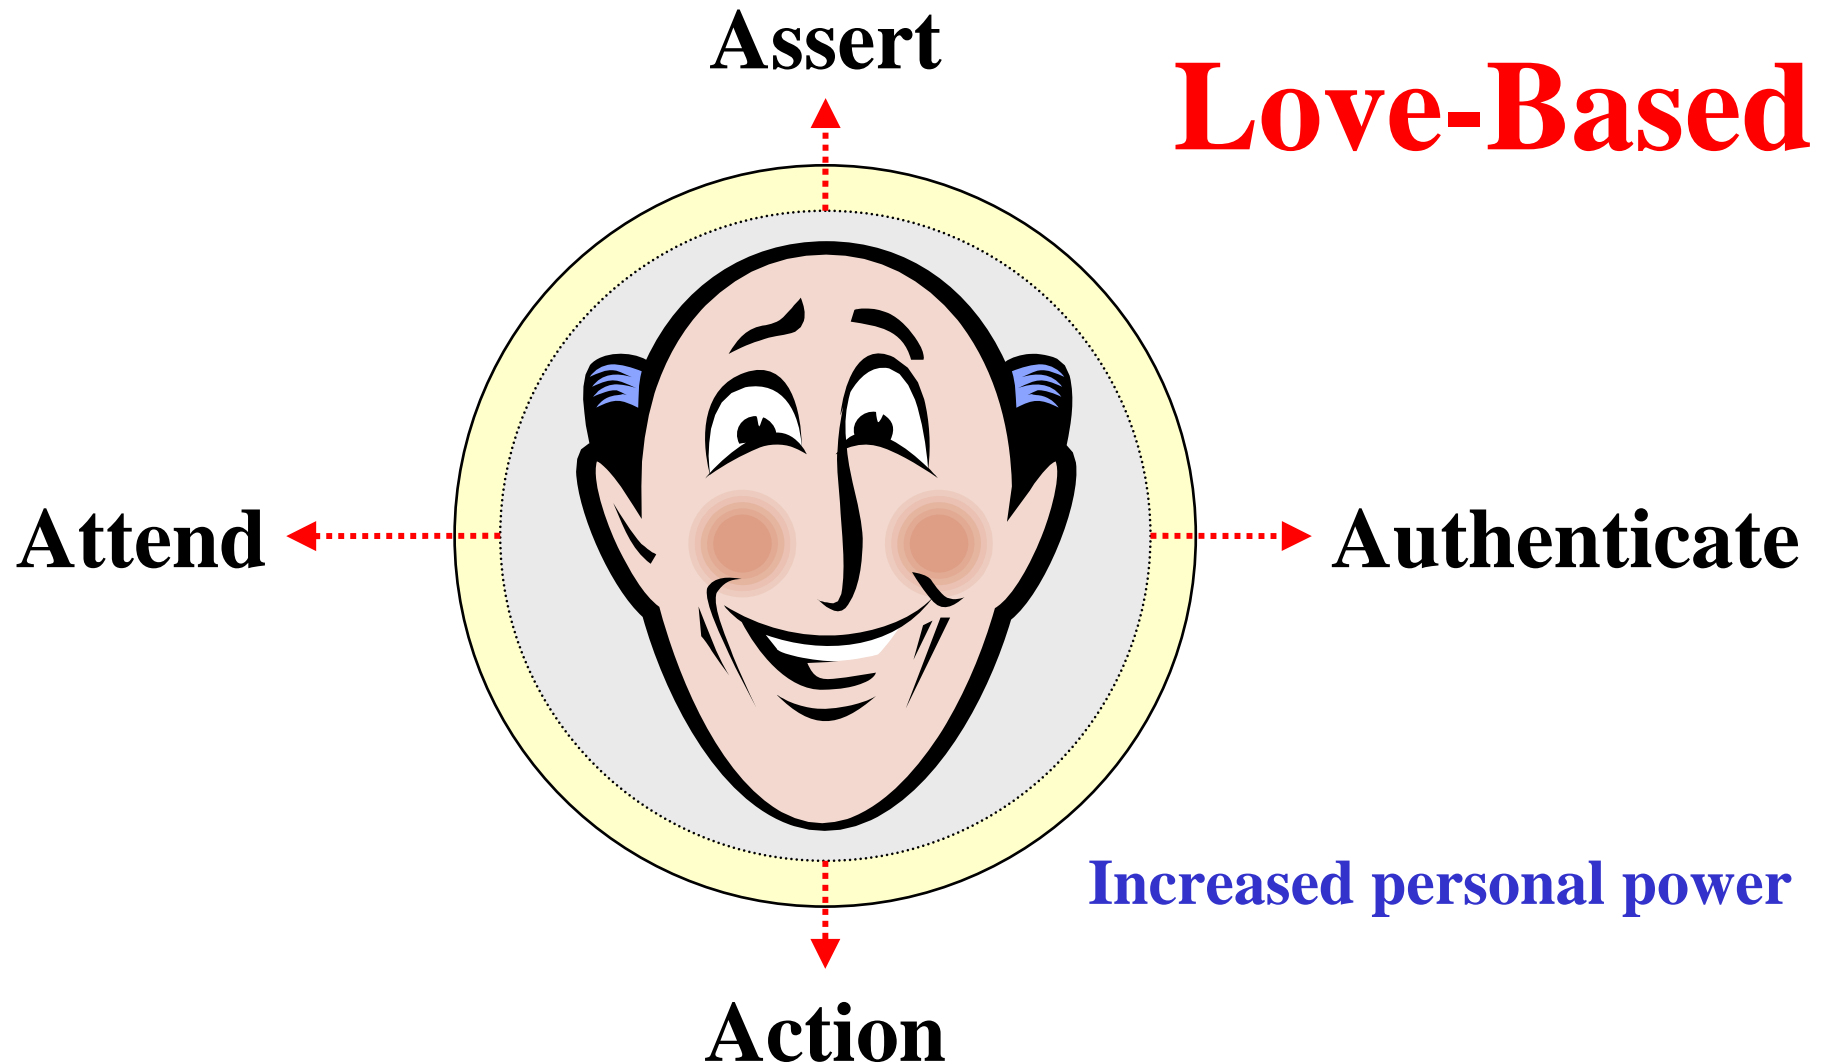 Assert
Love-Based
Attend
Authenticate
Increased personal power
Action